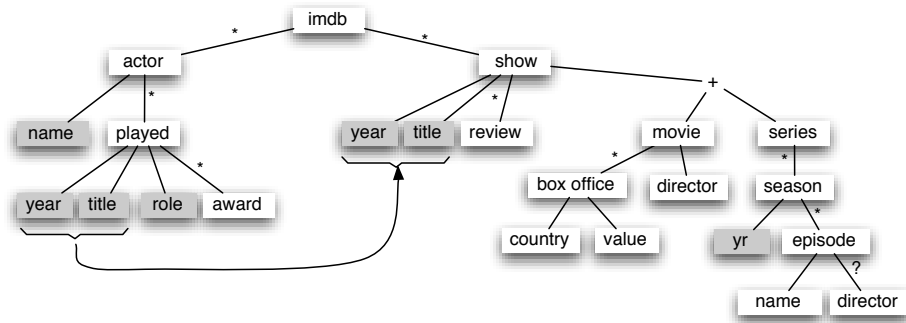 imdb
* *
actor show
* * +
name played year title review movie series
* * *
box office director season
year title role award
*
country value yr episode
?
name director